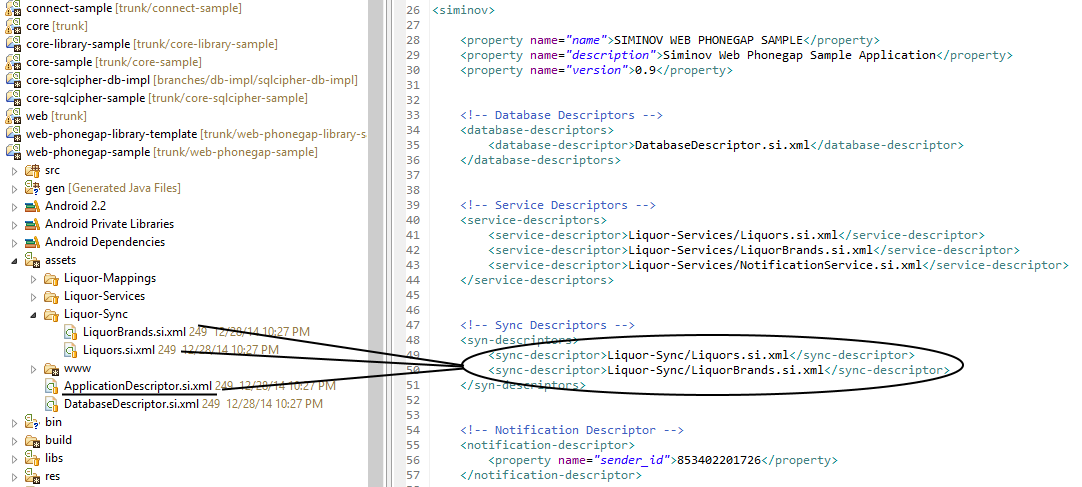 connect-sample [trunk/connect-sample]
core [trunk]
core-library-sample [trunk/core-library-sample]
core-sample [trunk/core-sample]
core-sqlcipher-db-impl [branches/db-impl/sqlcipher-db-impl]
core-sqlcipher-sample [trunk/core-sqlcipher-sample]
web [trunk]
web-phonegap-library-template [trunk/web-phonegap-library-s
web-phonegap-sample [trunk/web-phonegap-sample]
src
gen [Generated Java Files]
Android 2.2
Android Private Libraries
Android Dependencies
assets
Liquor-Mappings
Liquor-Services
Liquor-Sync
LiquorBrands.si.xml 249 12/28/14 10:27 PM
Liquors.si.xml 249 12/28/14 10:27 PM
www
ApplicationDescriptor.si.xml 249 12/28/14 10:27 PM
DatabaseDescriptor.si.xml 249 12/28/14 10:27 PM
bin
build
libs
res
26 <siminov>
27
28 <property name="name">SIMINOV WEB PHONEGAP SAMPLE</property>
29 <property name="description">Siminov Web Phonegap Sample Application</property>
30 <property name="version">0.9</property>
31
32
33 <!-- Database Descriptors -->
34 <database-descriptors>
35 <database-descriptor>DatabaseDescriptor.si.xml</database-descriptor>
36 </database-descriptors>
37
38
39 <!-- Service Descriptors -->
40 <service-descriptors>
41 <service-descriptor>Liquor-Services/Liquors.si.xml</service-descriptor>
42 <service-descriptor>Liquor-Services/LiquorBrands.si.xml</service-descriptor>
43 <service-descriptor>Liquor-Services/NotificationService.si.xml</service-descriptor>
44 </service-descriptors>
45
46
47 <!-- Sync Descriptors -->
48 <syn-descriptors>
49 <sync-descriptor>Liquor-Sync/Liquors.si.xml</sync-descriptor>
50 <sync-descriptor>Liquor-Sync/LiquorBrands.si.xml</sync-descriptor>
51 </syn-descriptors>
52
53
54 <!-- Notification Descriptor -->
55 <notification-descriptor>
56 <property name="sender_id">853402201726</property>
57 </notification-descriptor>